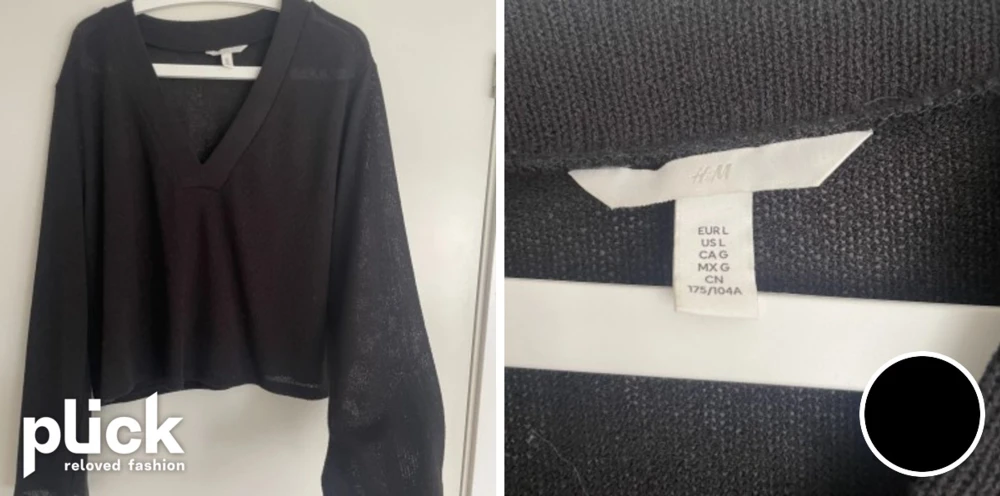 plick
reloved fashion
H&M
EUR L
US L
CA G
MX G
CN
175/104A